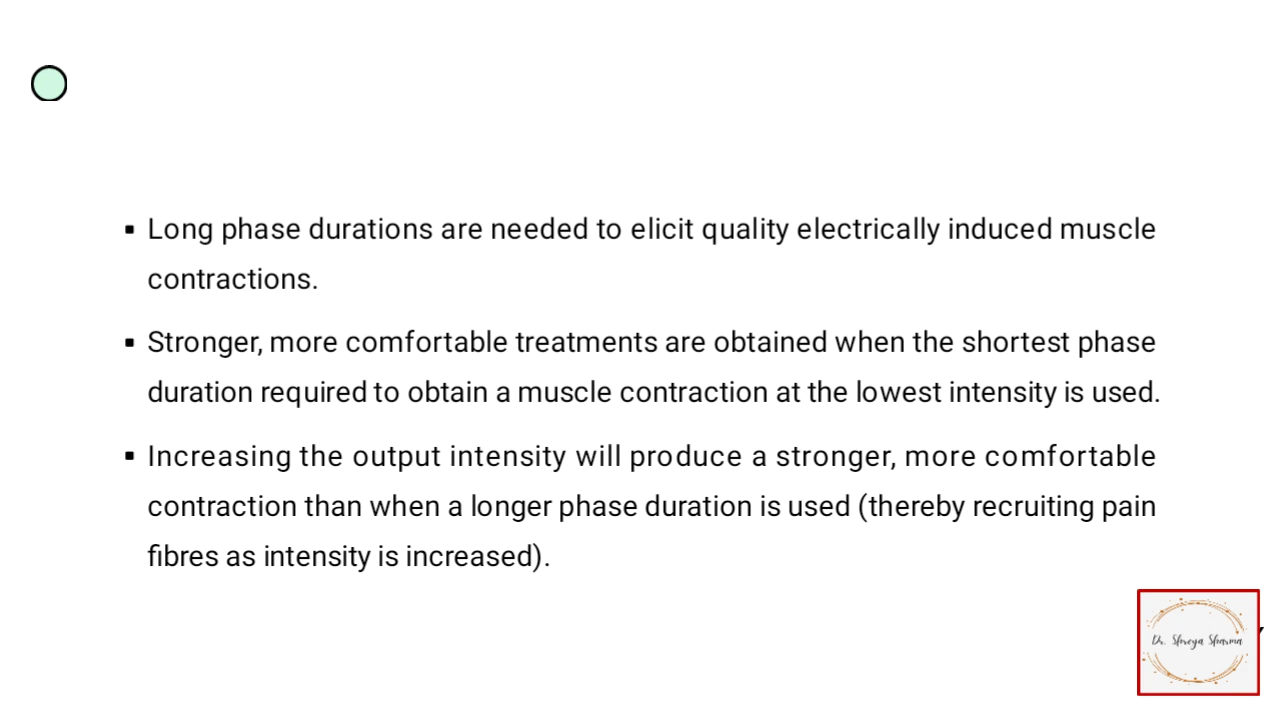 ▪ Long phase durations are needed to elicit quality electrically induced muscle
contractions.
▪ Stronger, more comfortable treatments are obtained when the shortest phase
duration required to obtain a muscle contraction at the lowest intensity is used.
▪ Increasing the output intensity will produce a stronger, more comfortable
contraction than when a longer phase duration is used (thereby recruiting pain
fibres as intensity is increased).
Dr. Shreya Sharma